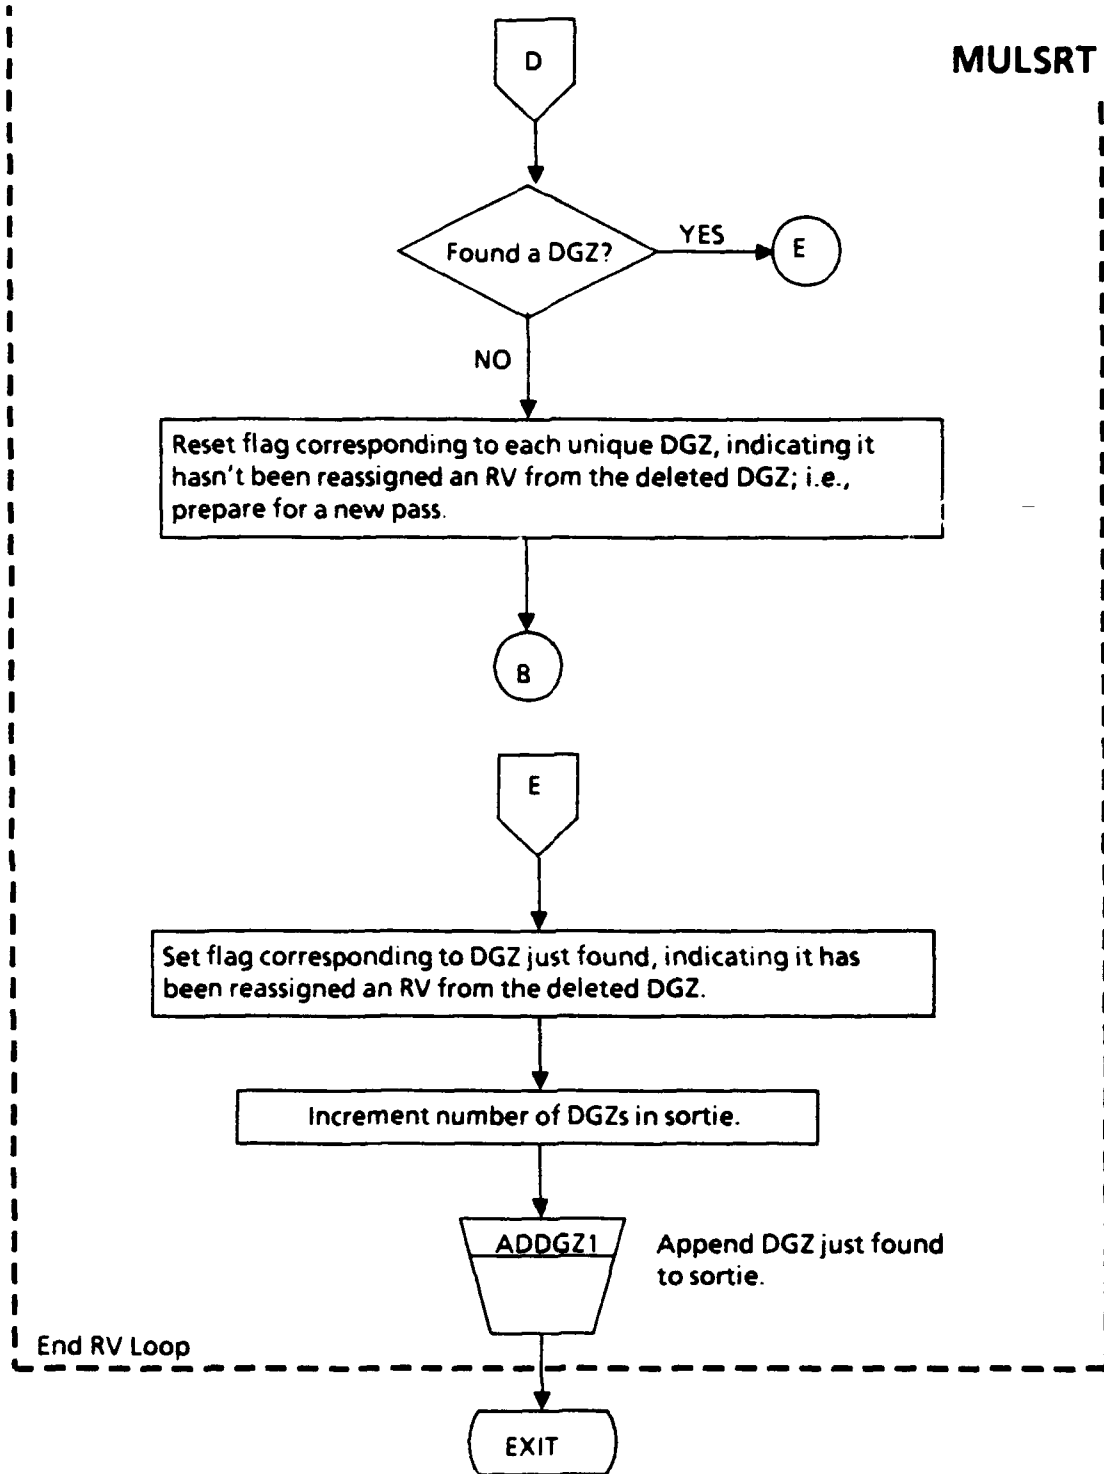 MULSRT
D
Found a DGZ?
YES
E
NO
Reset flag corresponding to each unique DGZ, indicating it
hasn't been reassigned an RV from the deleted DGZ; i.e.,
prepare for a new pass.
B
E
Set flag corresponding to DGZ just found, indicating it has
been reassigned an RV from the deleted DGZ.
Increment number of DGZs in sortie.
ADDGZ1
Append DGZ just found
to sortie.
End RV Loop
EXIT